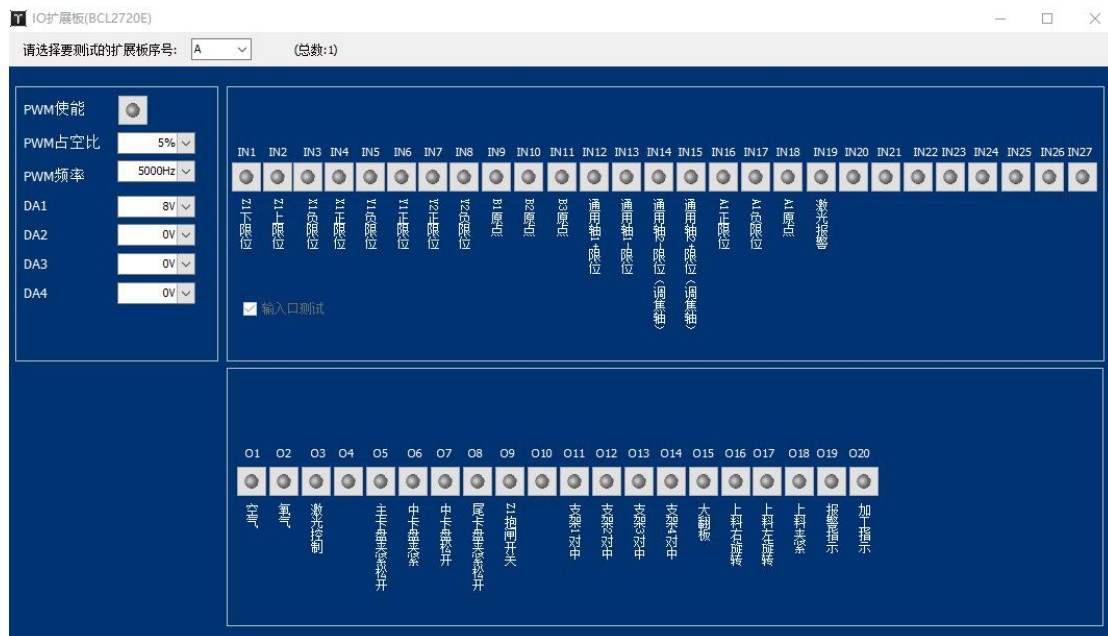 IO扩展板(BCL2720E)
请选择要测试的扩展板序号: A (总数:1)
PWM使能
PWM占空比 5%
PWM频率 5000Hz
DA1 8V
DA2 0V
DA3 0V
DA4 0V
IN1 IN2 IN3 IN4 IN5 IN6 IN7 IN8 IN9 IN10 IN11 IN12 IN13 IN14 IN15 IN16 IN17 IN18 IN19 IN20 IN21 IN22 IN23 IN24 IN25 IN26 IN27
Z1下限位
Z1上限位
X1负限位
X1正限位
Y1负限位
Y1正限位
Y2正限位
Y2负限位
B1原点
B2原点
B3原点
通用轴1+限位
通用轴1-限位
通用轴2-限位(调焦轴)
通用轴2+限位(调焦轴)
A1正限位
A1负限位
A1原点
激光报警
输入口测试
O1 O2 O3 O4 O5 O6 O7 O8 O9 O10 O11 O12 O13 O14 O15 O16 O17 O18 O19 O20
空气
氧气
激光控制
主卡盘夹紧松开
中卡盘夹紧
中卡盘松开
尾卡盘夹紧松开
Z1抱闸开关
支架1对中
支架2对中
支架3对中
支架4对中
大翻板
上料右旋转
上料左旋转
上料夹紧
报警指示
加工指示